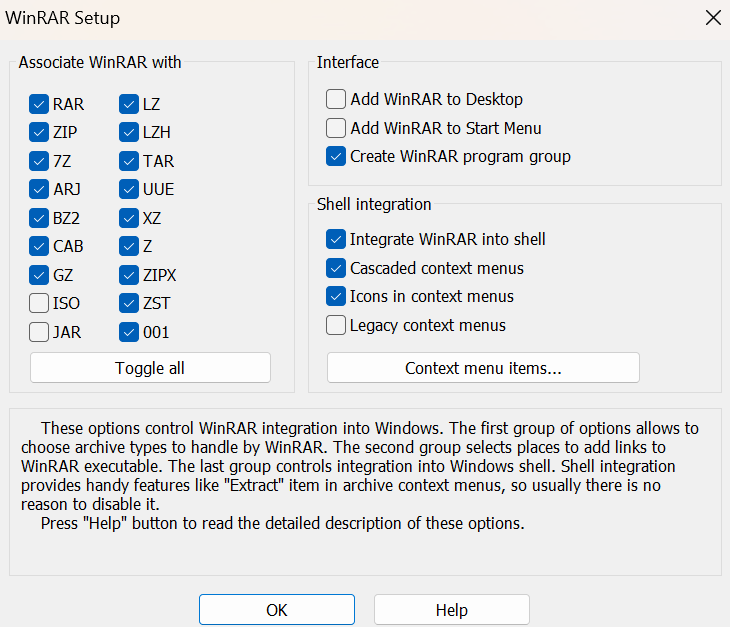 WinRAR Setup
Associate WinRAR with
RAR
LZ
ZIP
LZH
7Z
TAR
ARJ
UUE
BZ2
XZ
CAB
Z
GZ
ZIPX
ISO
ZST
JAR
001
Toggle all
Interface
Add WinRAR to Desktop
Add WinRAR to Start Menu
Create WinRAR program group
Shell integration
Integrate WinRAR into shell
Cascaded context menus
Icons in context menus
Legacy context menus
Context menu items...
These options control WinRAR integration into Windows. The first group of options allows to
choose archive types to handle by WinRAR. The second group selects places to add links to
WinRAR executable. The last group controls integration into Windows shell. Shell integration
provides handy features like "Extract" item in archive context menus, so usually there is no
reason to disable it.
Press "Help" button to read the detailed description of these options.
OK
Help